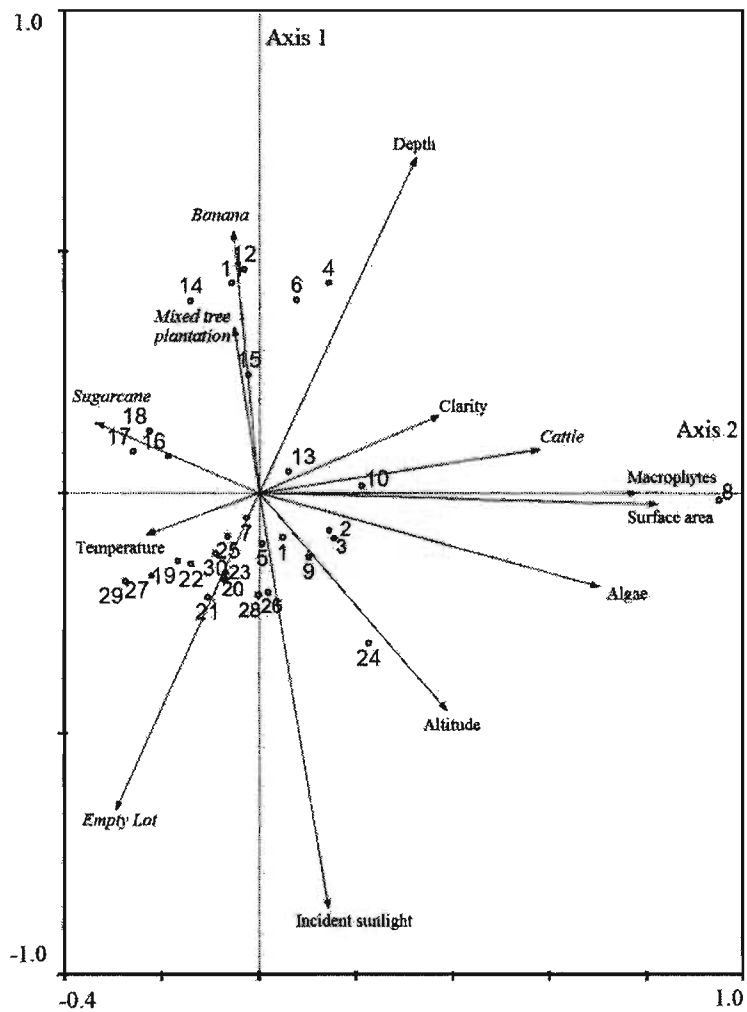 1.0
Axis 1
Depth
Banana
12
1
14
6
4
Mixed tree
plantation
15
Sugarcane
18
17
16
Clarity
Cattle
Axis 2
13
10
Macrophytes
8
Surface area
7
2
3
Temperature
25
5
1
9
30
23
19
22
20
29
27
21
28
26
Algae
24
Altitude
Empty Lot
Incident sunlight
-1.0
-0.4
1.0